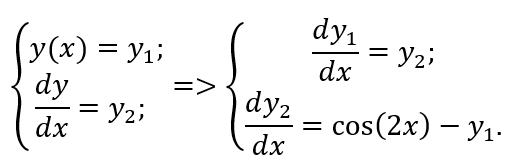 {y(x) = y₁; dy/dx = y₂; => {dy₁/dx = y₂; dy₂/dx = cos(2x) − y₁.